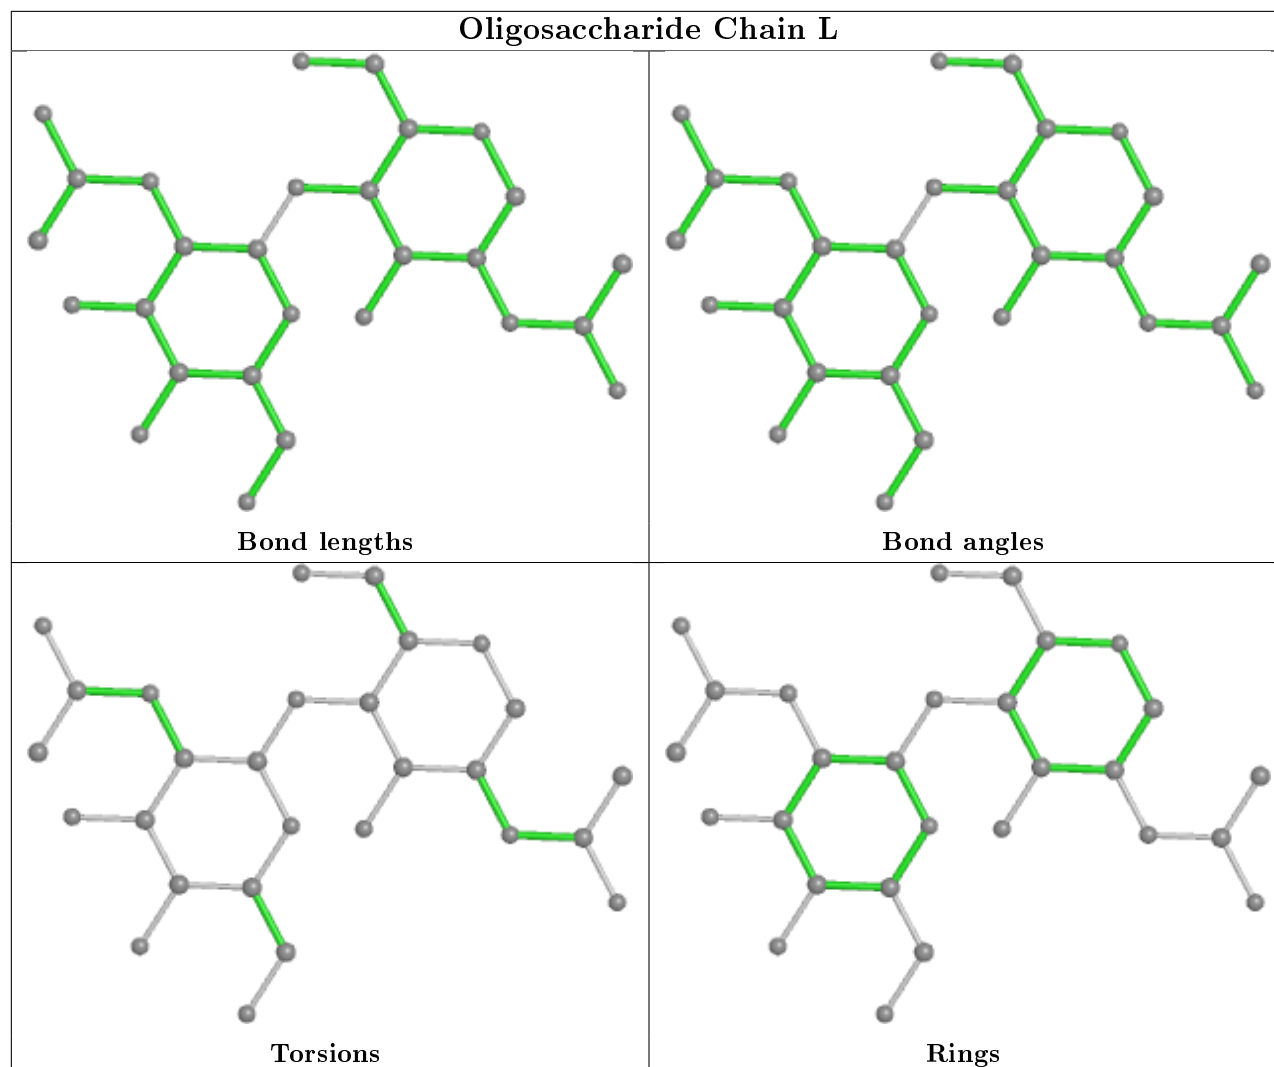 Oligosaccharide Chain L
Bond lengths
Bond angles
Torsions
Rings